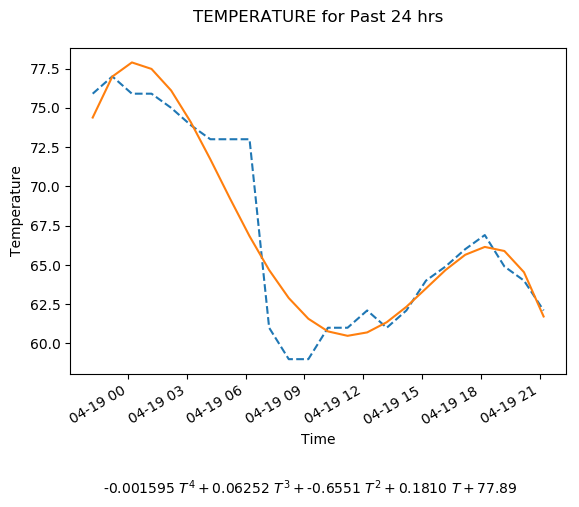 TEMPERATURE for Past 24 hrs
77.5
75.0
72.5
70.0
67.5
65.0
62.5
60.0
Temperature
04-19 00 04-19 03 04-19 06 04-19 09 04-19 12 04-19 15 04-19 18 04-19 21
Time
-0.001595 T⁴ + 0.06252 T³ + -0.6551 T² + 0.1810 T + 77.89